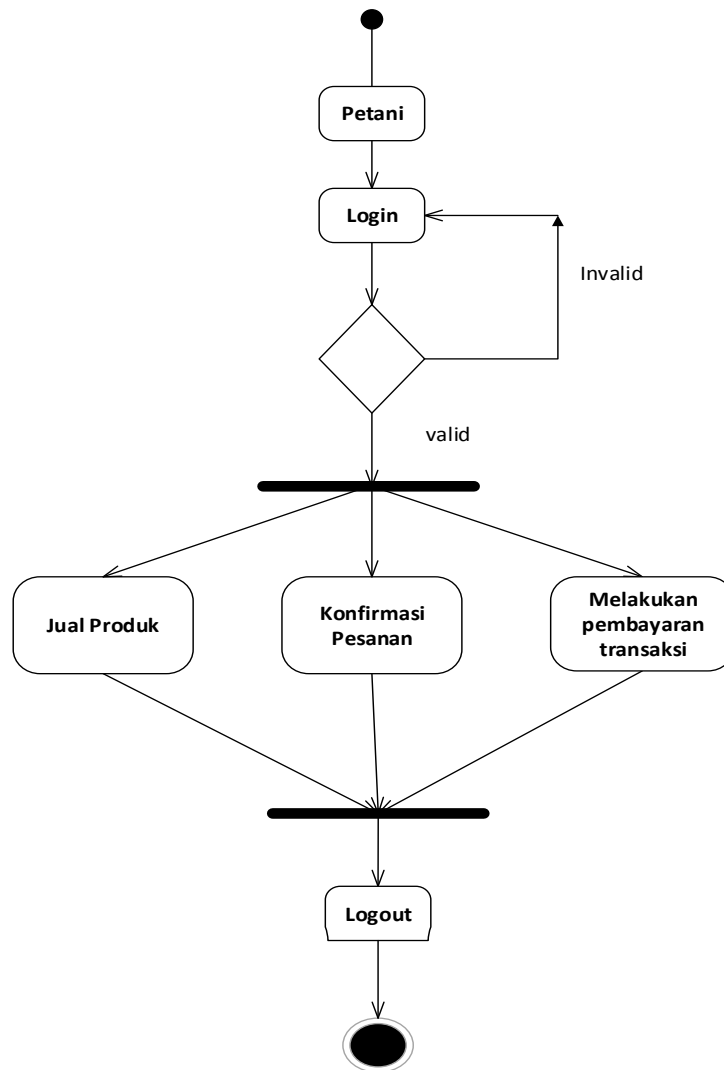 Petani
Login
Invalid
valid
Jual Produk
Konfirmasi
Pesanan
Melakukan
pembayaran
transaksi
Logout